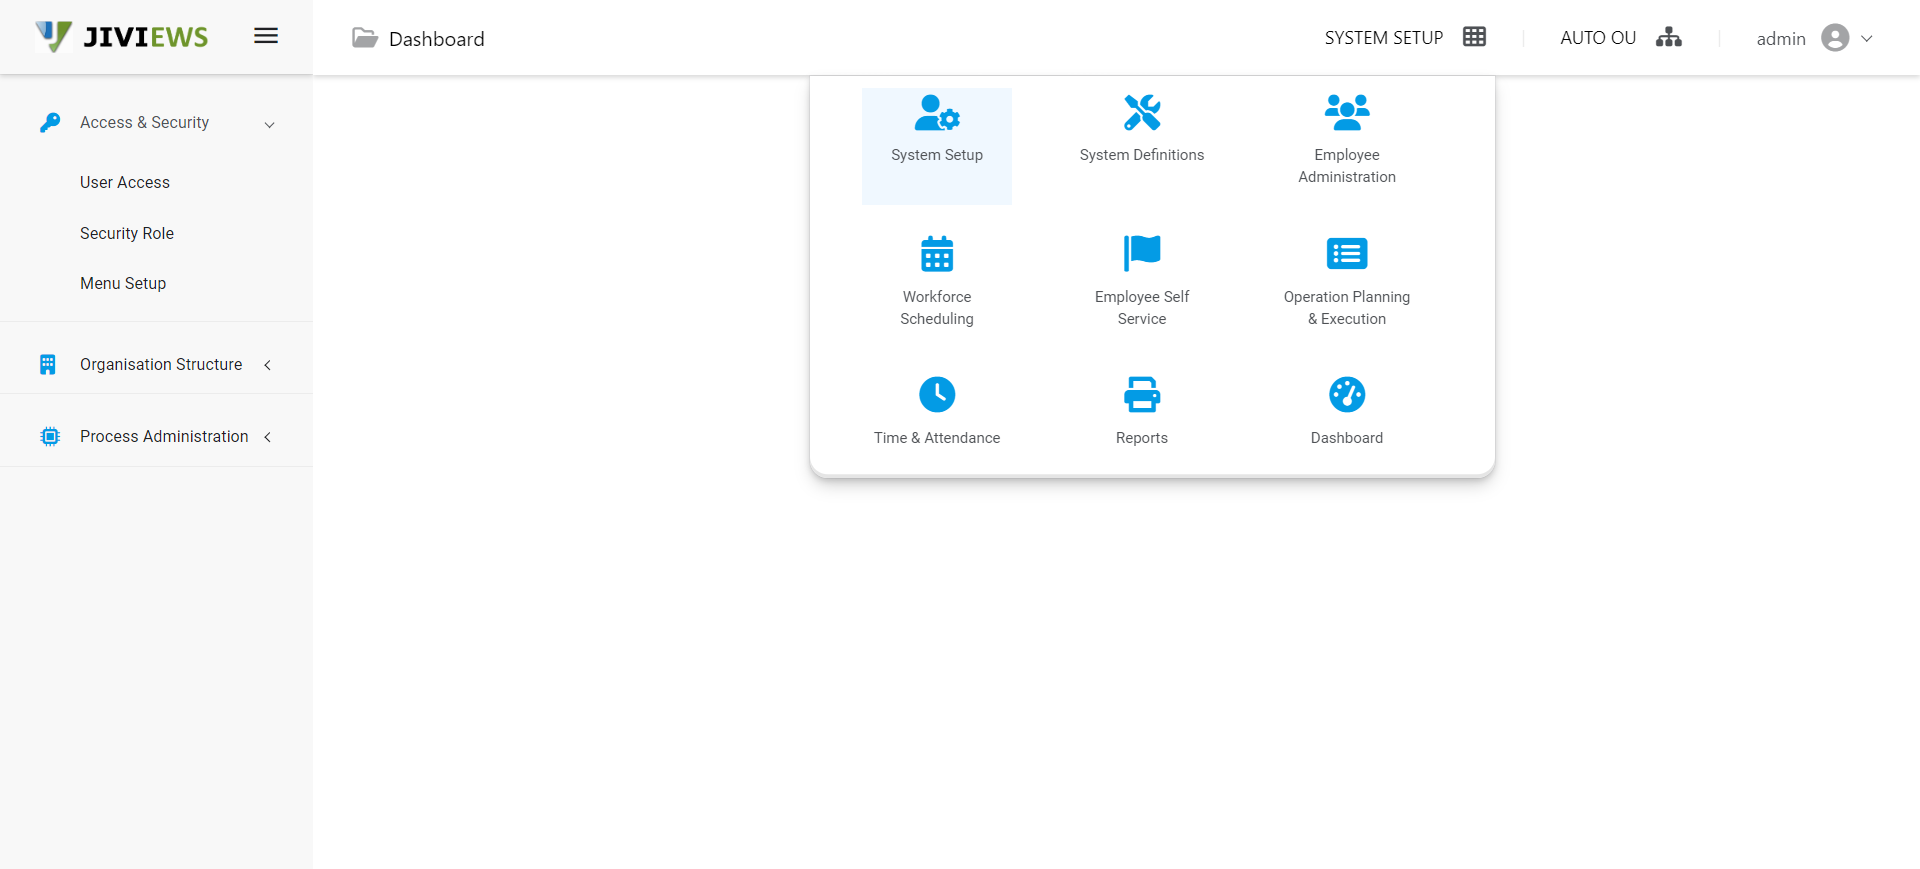 JIVIEWS
Dashboard
SYSTEM SETUP
AUTO OU
admin
Access & Security
User Access
Security Role
Menu Setup
Organisation Structure
Process Administration
System Setup
System Definitions
Employee
Administration
Workforce
Scheduling
Employee Self
Service
Operation Planning
& Execution
Time & Attendance
Reports
Dashboard